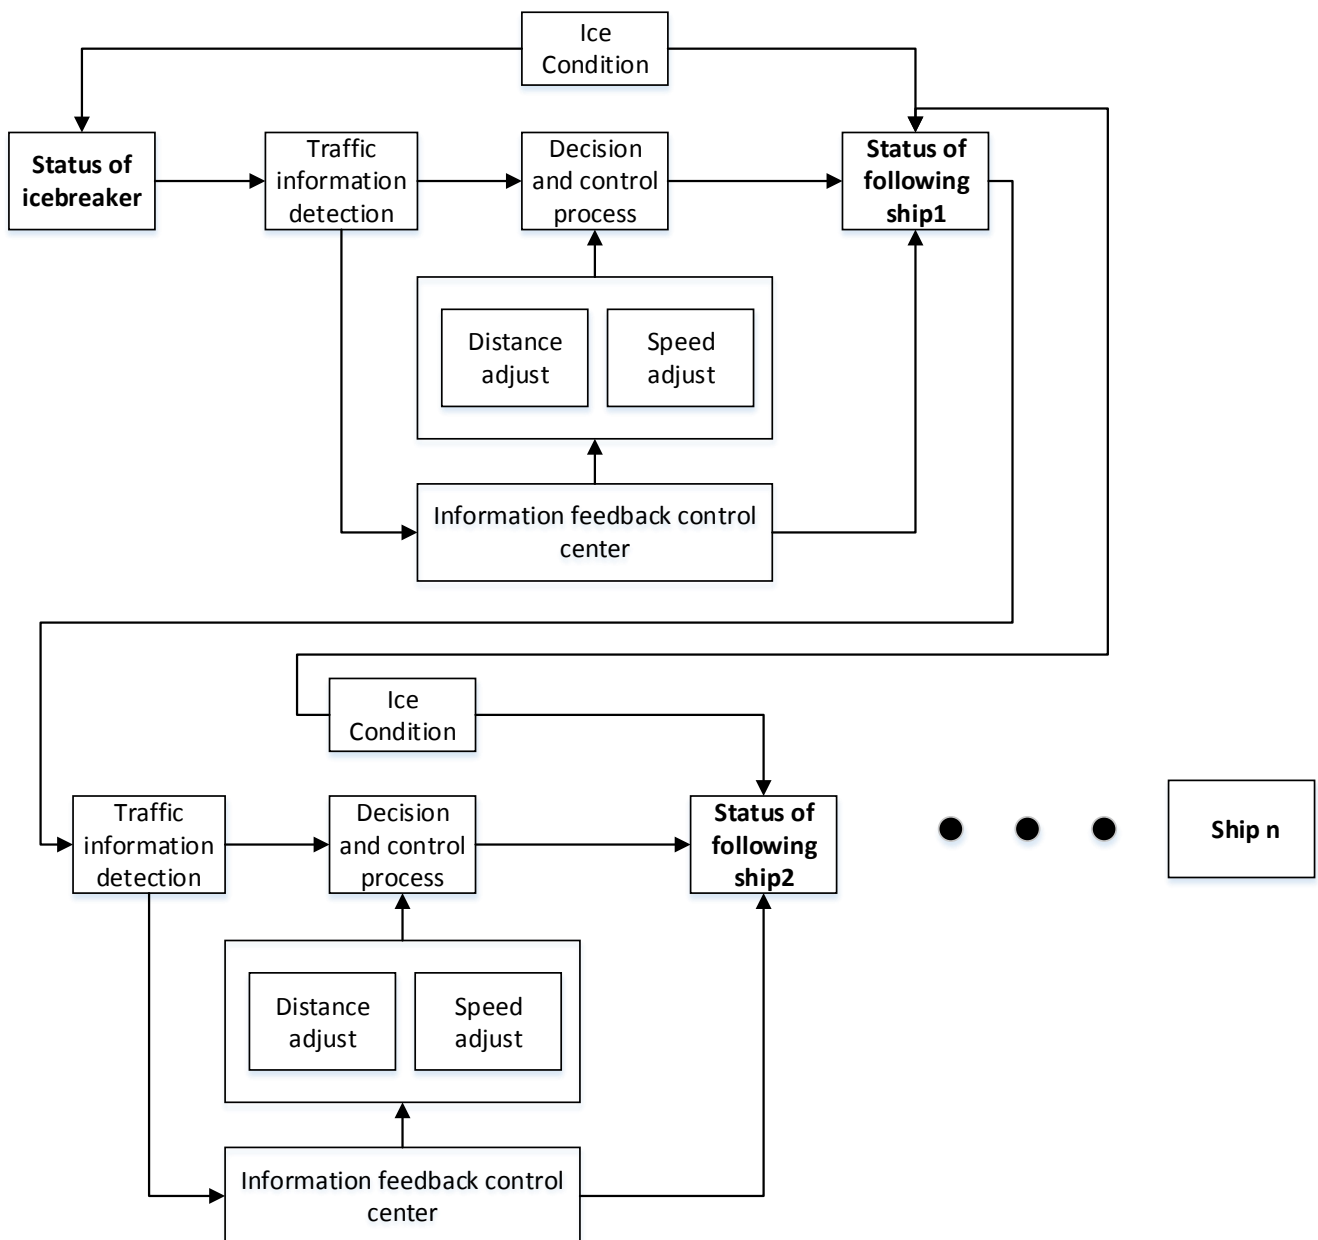 Ice
Condition
Status of
icebreaker
Traffic
information
detection
Decision
and control
process
Status of
following
ship1
Distance
adjust
Speed
adjust
Information feedback control
center
Ice
Condition
Traffic
information
detection
Decision
and control
process
Status of
following
ship2
Ship n
Distance
adjust
Speed
adjust
Information feedback control
center